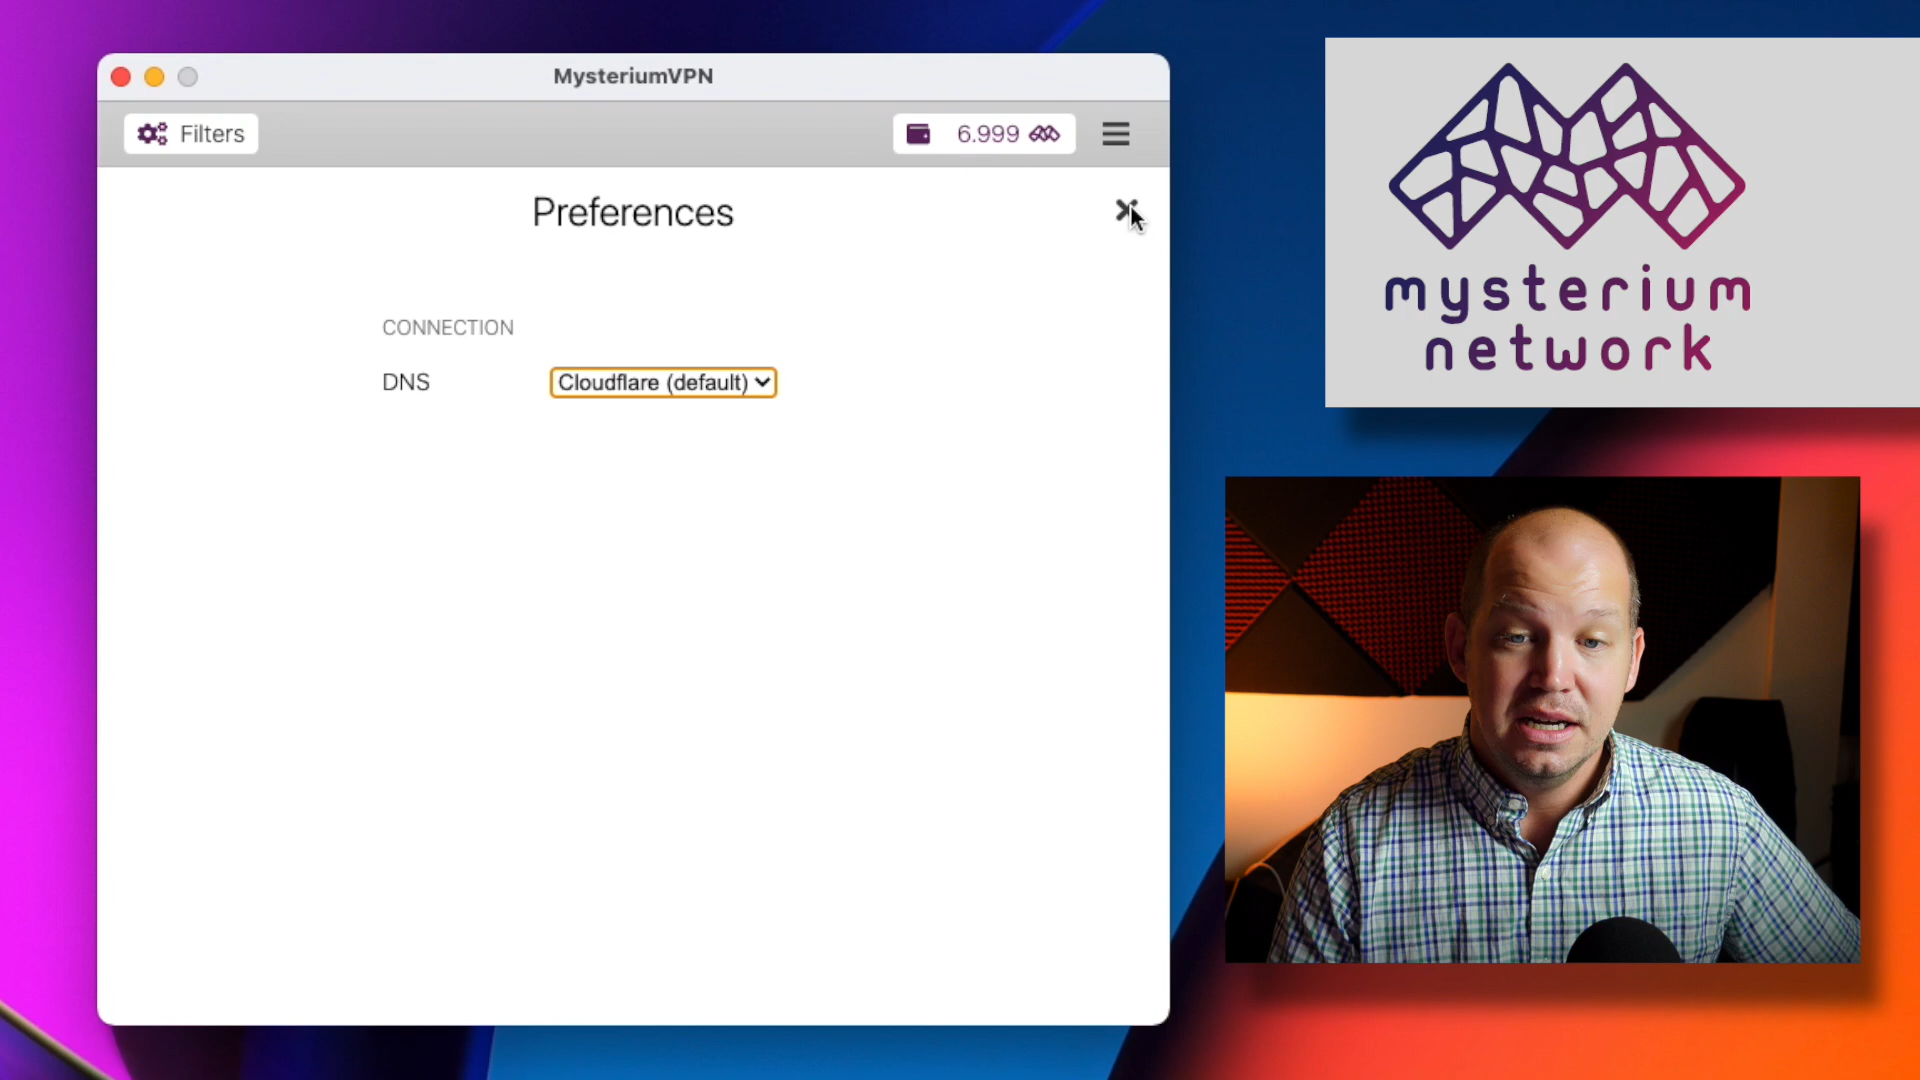 MysteriumVPN
Filters
6.999
Preferences
CONNECTION
DNS
Cloudflare (default)
mysterium
network